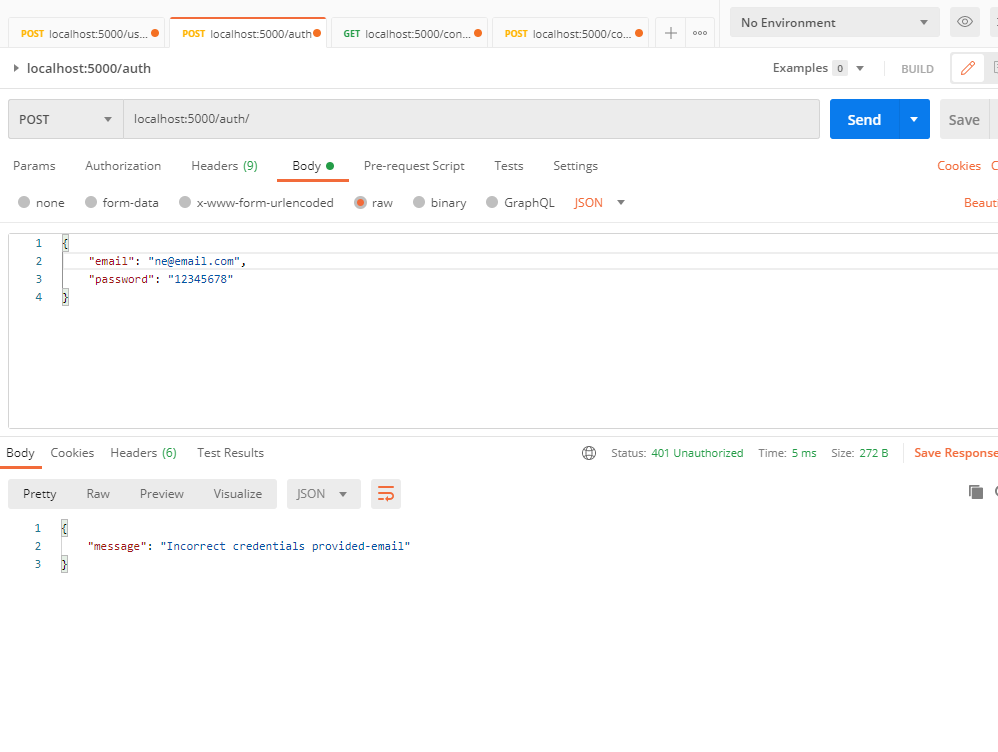 POST localhost:5000/us... POST localhost:5000/auth GET localhost:5000/con... POST localhost:5000/co... No Environment
localhost:5000/auth Examples 0 BUILD
POST localhost:5000/auth/ Send Save
Params Authorization Headers (9) Body Pre-request Script Tests Settings Cookies C
none form-data x-www-form-urlencoded raw binary GraphQL JSON Beauti
1 {
2 "email": "ne@email.com",
3 "password": "12345678"
4 }
Body Cookies Headers (6) Test Results Status: 401 Unauthorized Time: 5 ms Size: 272 B Save Response
Pretty Raw Preview Visualize JSON
1 {
2 "message": "Incorrect credentials provided-email"
3 }